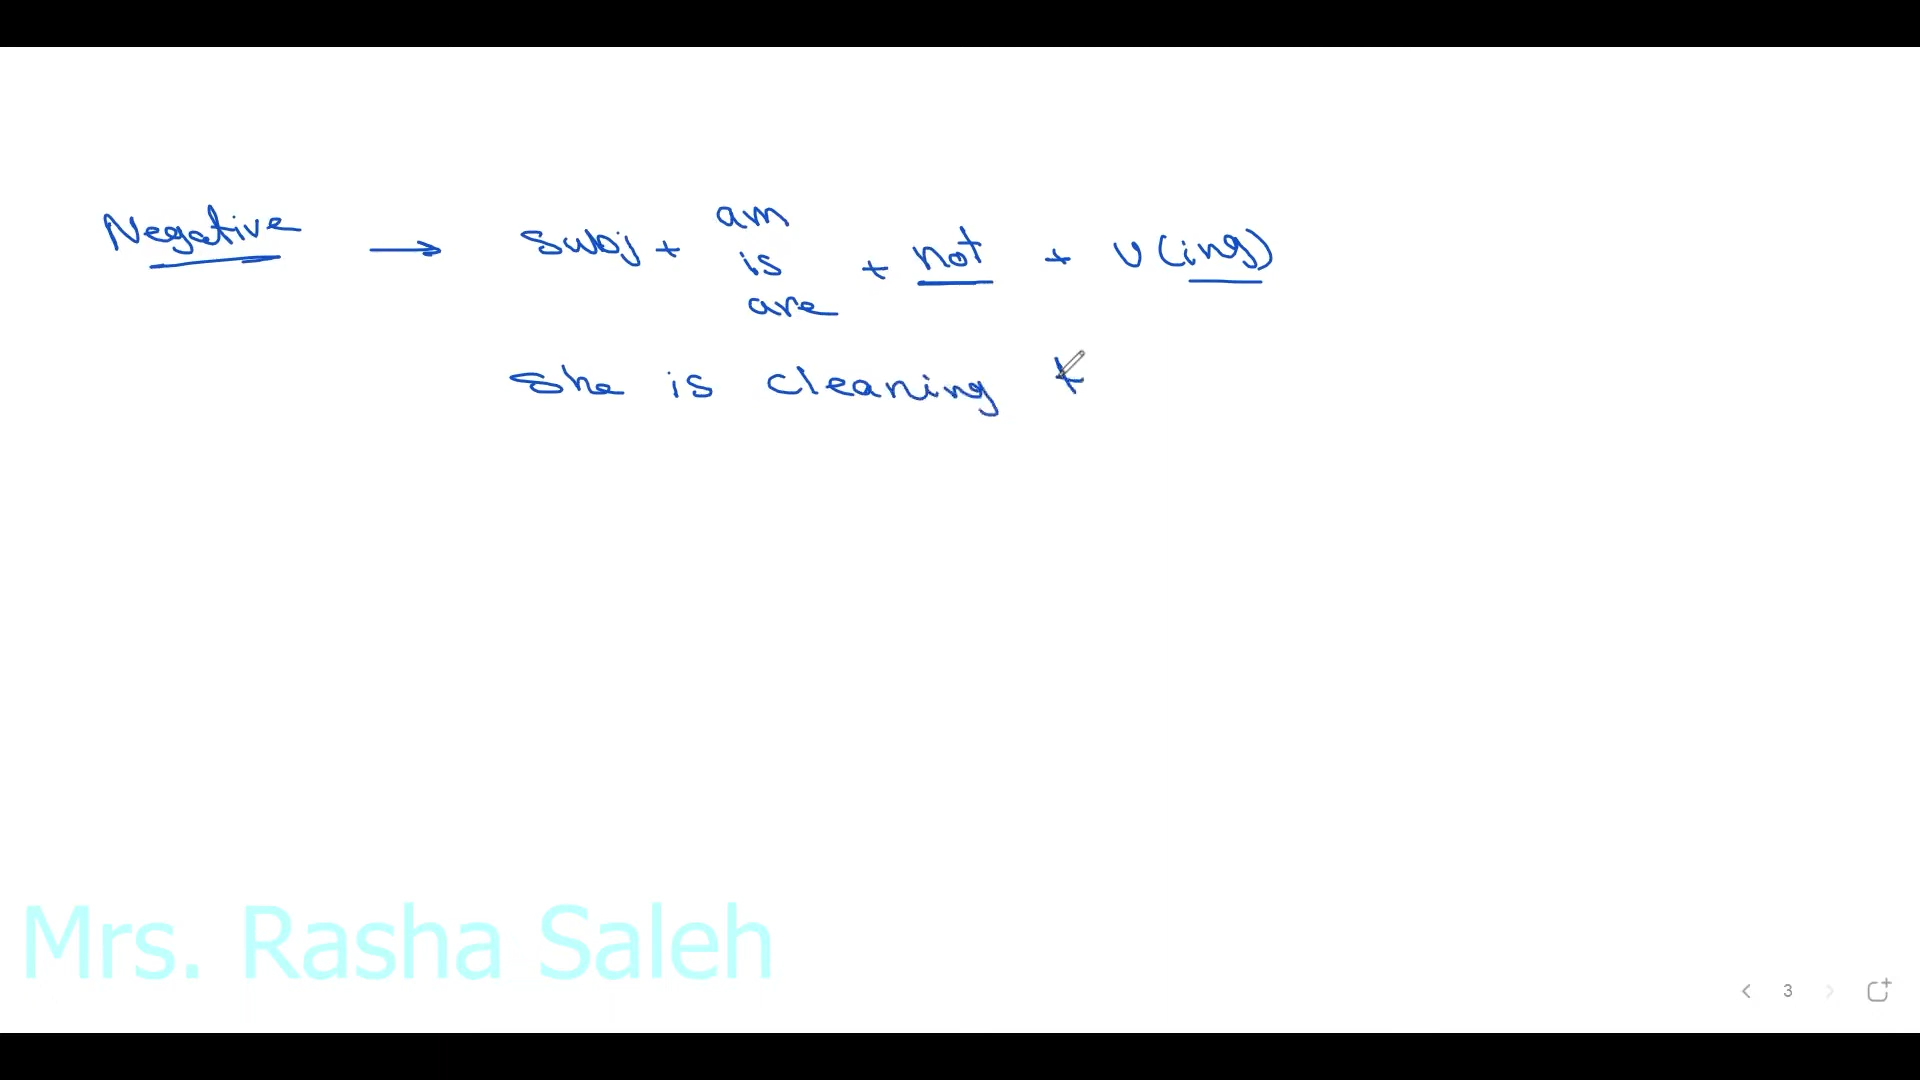 Negative → Subj + am is are + not + v (ing)
She is cleaning t
Mrs. Rasha Saleh
3